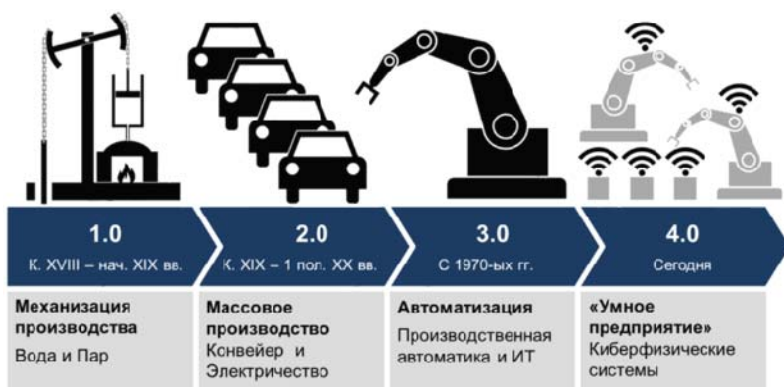 1.0
К. XVIII – нач. XIX вв.
2.0
К. XIX – 1 пол. XX вв.
3.0
С 1970-ых гг.
4.0
Сегодня
Механизация
производства
Вода и Пар
Массовое
производство
Конвейер и
Электричество
Автоматизация
Производственная
автоматика и ИТ
«Умное
предприятие»
Киберфизические
системы